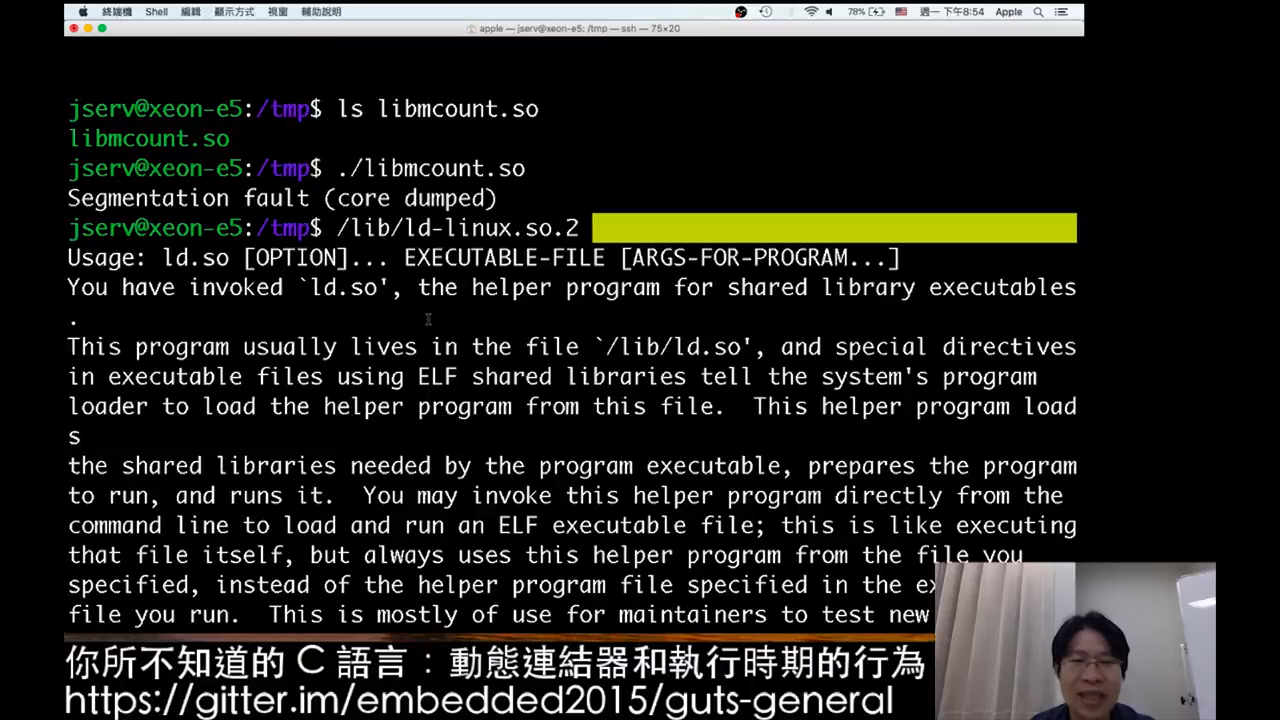 終端機 Shell 編輯 顯示方式 視窗 輔助說明 78% 週一 下午8:54 Apple
apple — jserv@xeon-e5: /tmp — ssh — 75×20
jserv@xeon-e5:/tmp$ ls libmcount.so
libmcount.so
jserv@xeon-e5:/tmp$ ./libmcount.so
Segmentation fault (core dumped)
jserv@xeon-e5:/tmp$ /lib/ld-linux.so.2
Usage: ld.so [OPTION]... EXECUTABLE-FILE [ARGS-FOR-PROGRAM...]
You have invoked `ld.so', the helper program for shared library executables
.
This program usually lives in the file `/lib/ld.so', and special directives
in executable files using ELF shared libraries tell the system's program
loader to load the helper program from this file.  This helper program load
s
the shared libraries needed by the program executable, prepares the program
to run, and runs it.  You may invoke this helper program directly from the
command line to load and run an ELF executable file; this is like executing
that file itself, but always uses this helper program from the file you
specified, instead of the helper program file specified in the ex
file you run.  This is mostly of use for maintainers to test new
你所不知道的 C 語言：動態連結器和執行時期的行為
https://gitter.im/embedded2015/guts-general